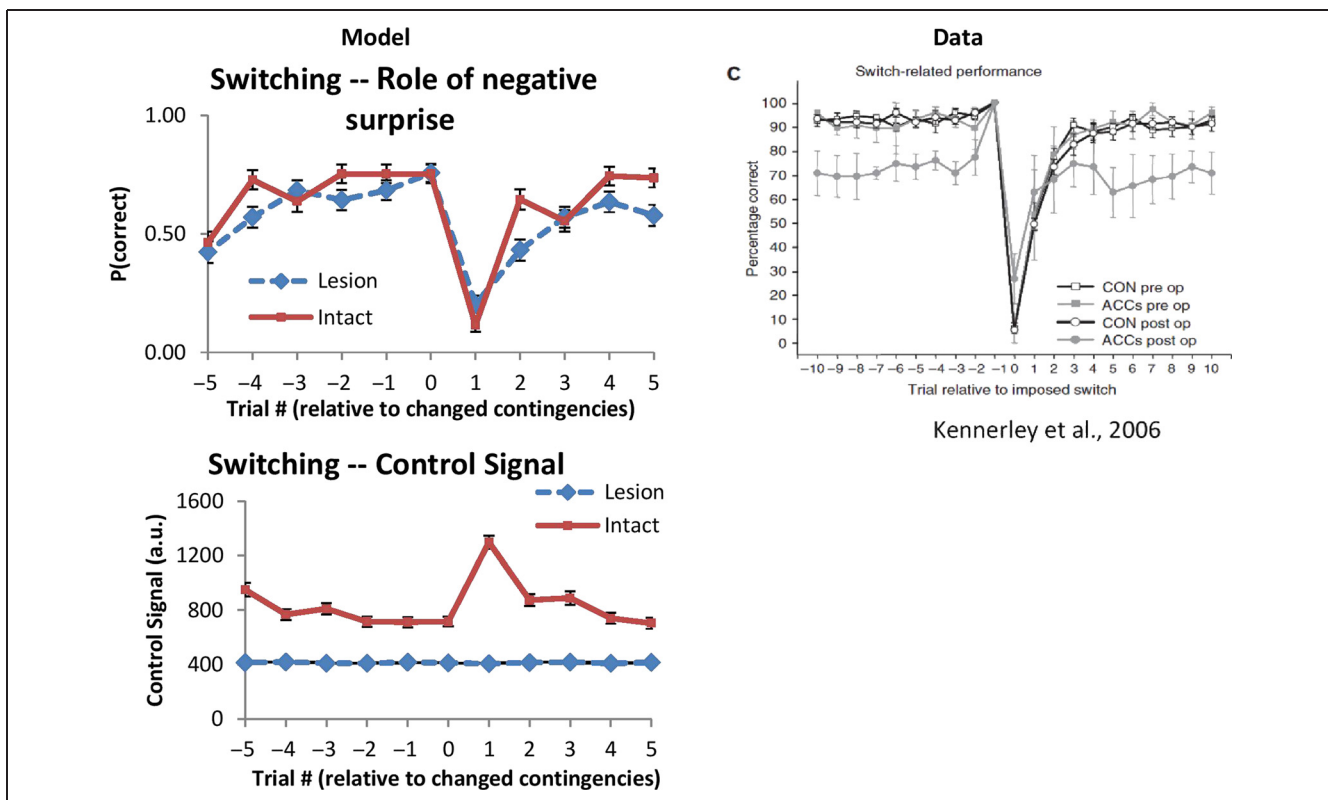 Model
Switching -- Role of negative
surprise
1.00
0.50
0.00
P(correct)
Lesion
Intact
−5 −4 −3 −2 −1 0 1 2 3 4 5
Trial # (relative to changed contingencies)
Switching -- Control Signal
Lesion
Intact
1600
1200
800
400
0
Control Signal (a.u.)
−5 −4 −3 −2 −1 0 1 2 3 4 5
Trial # (relative to changed contingencies)
Data
C
Switch-related performance
100
90
80
70
60
50
40
30
20
10
0
Percentage correct
CON pre op
ACCs pre op
CON post op
ACCs post op
−10 −9 −8 −7 −6 −5 −4 −3 −2 −1 0 1 2 3 4 5 6 7 8 9 10
Trial relative to imposed switch
Kennerley et al., 2006